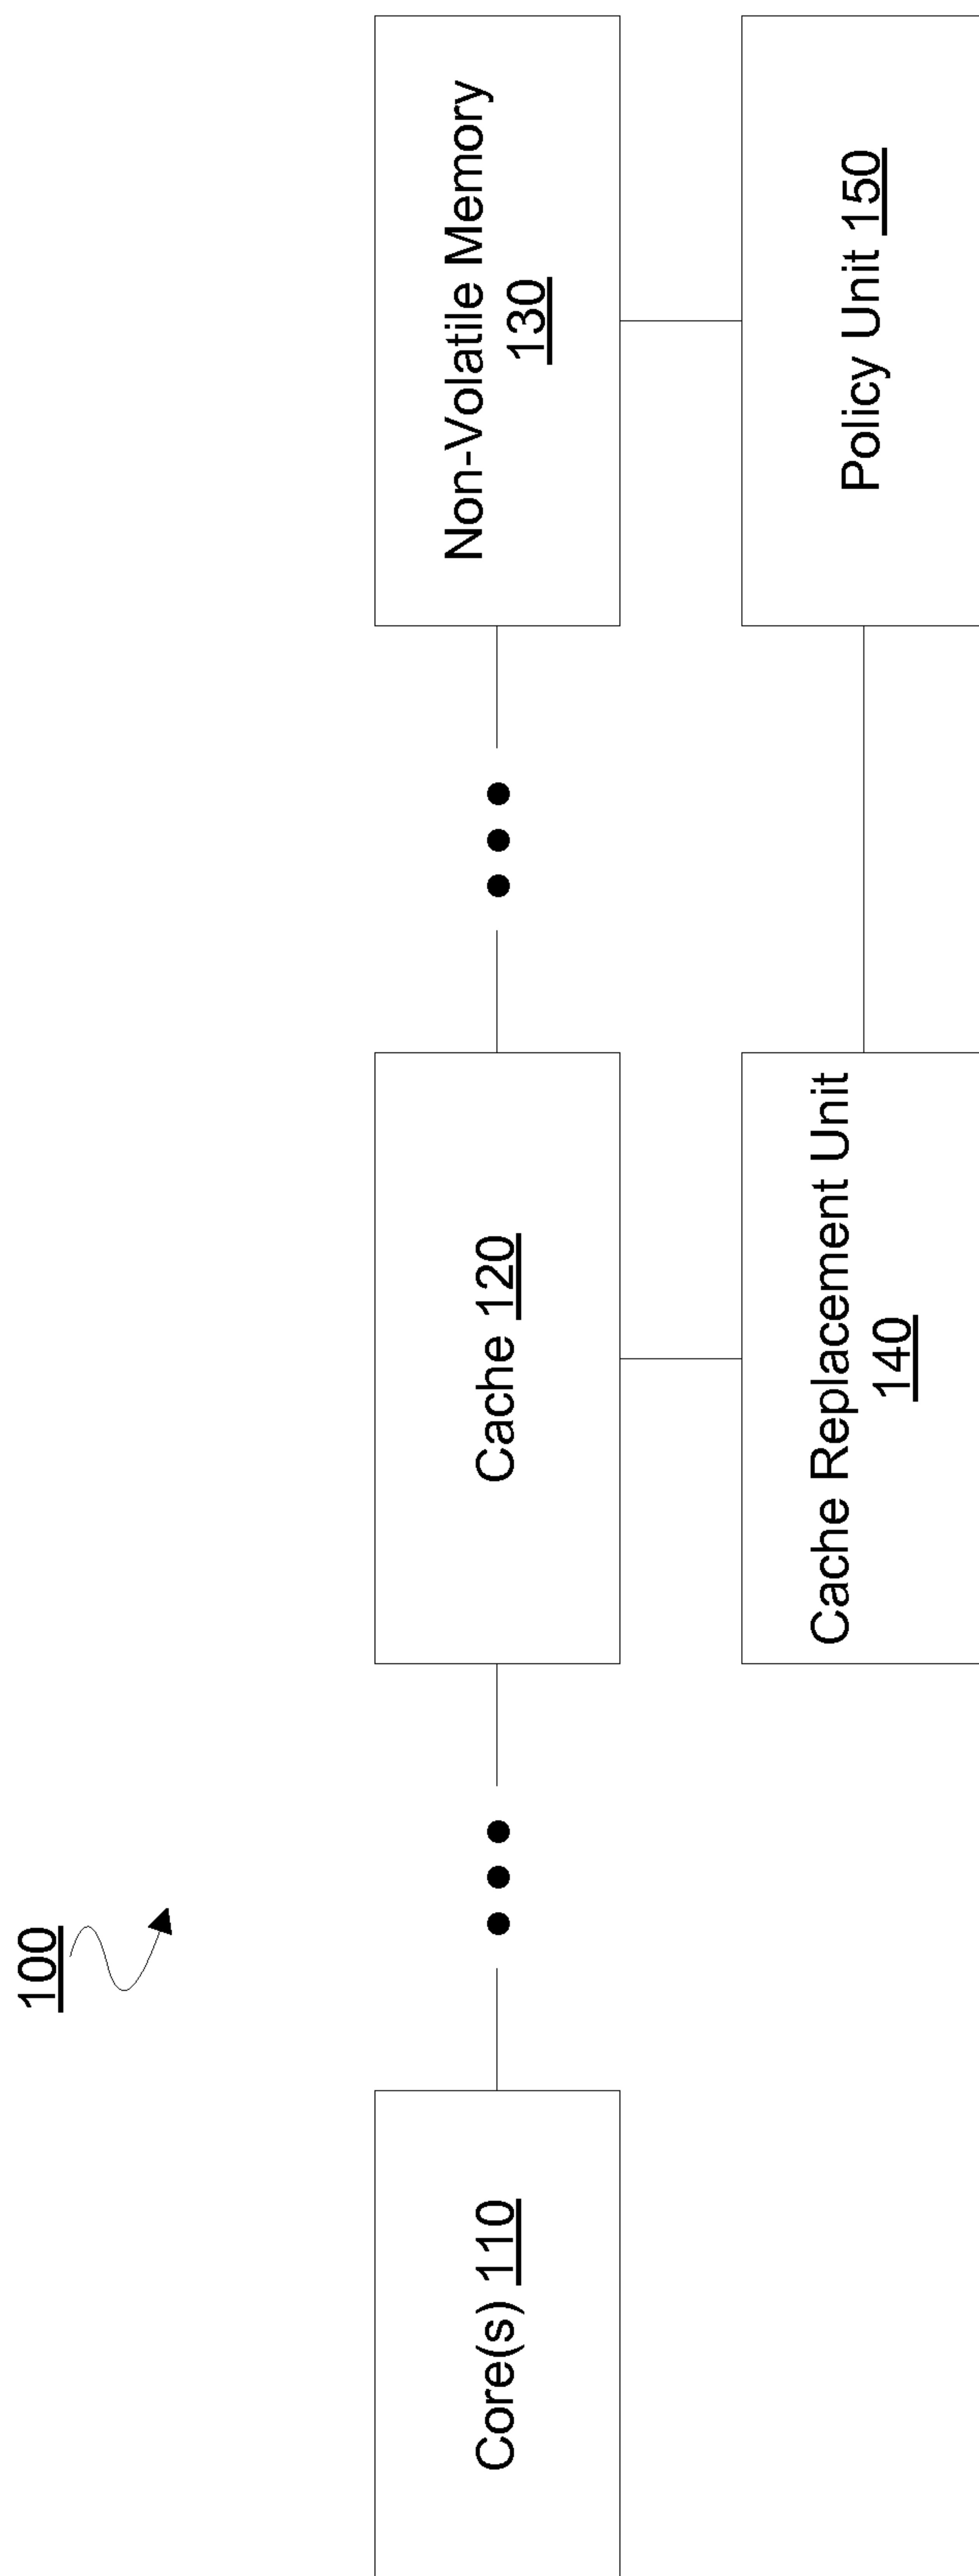 100
Core(s) 110
Cache 120
Non-Volatile Memory
130
Cache Replacement Unit
140
Policy Unit 150